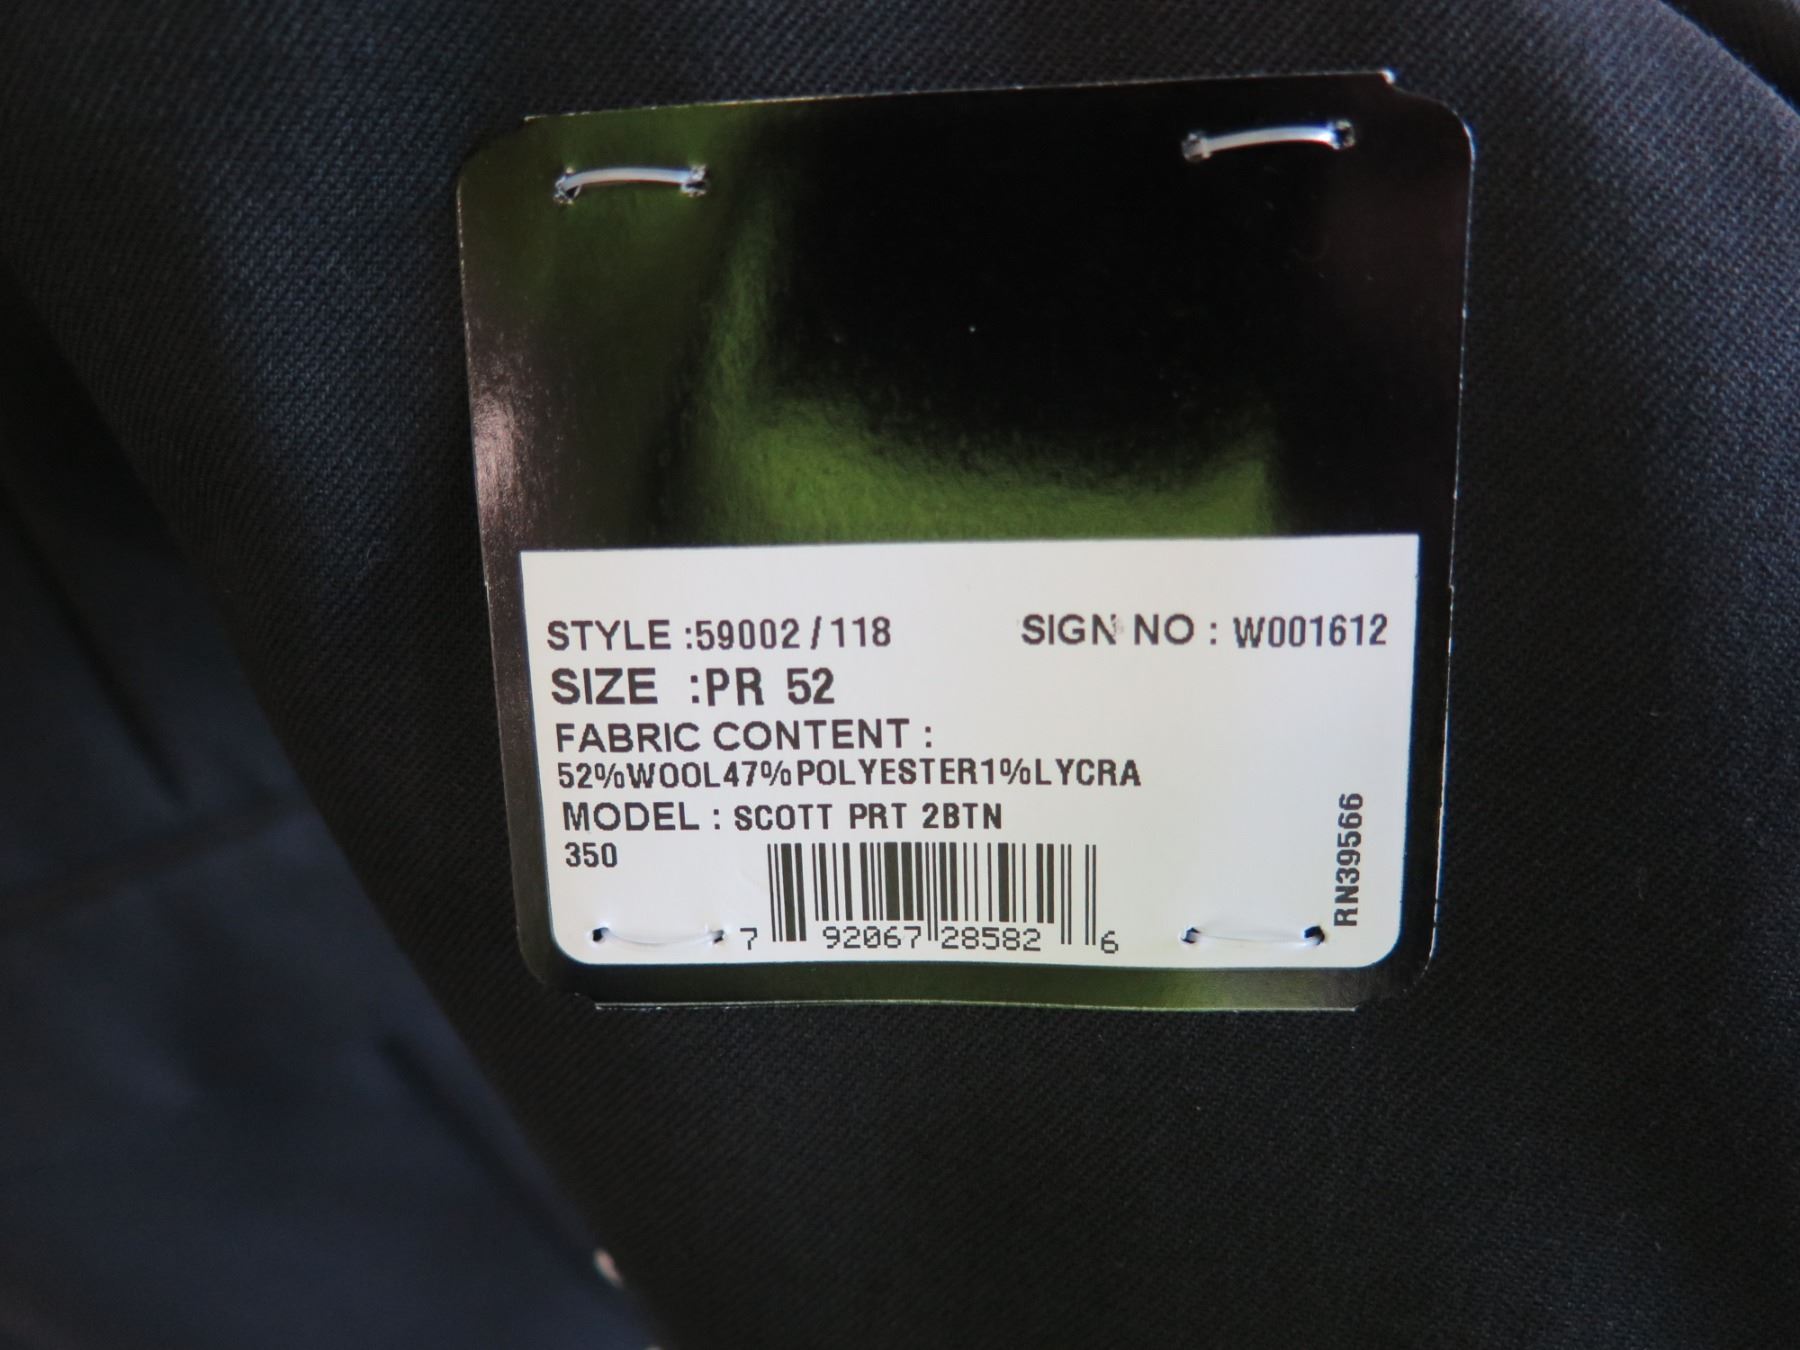 STYLE :59002/118 SIGN NO : W001612
SIZE :PR 52
FABRIC CONTENT :
52%WOOL47%POLYESTER1%LYCRA
MODEL : SCOTT PRT 2BTN
350
7 92067 28582 6
RN39566